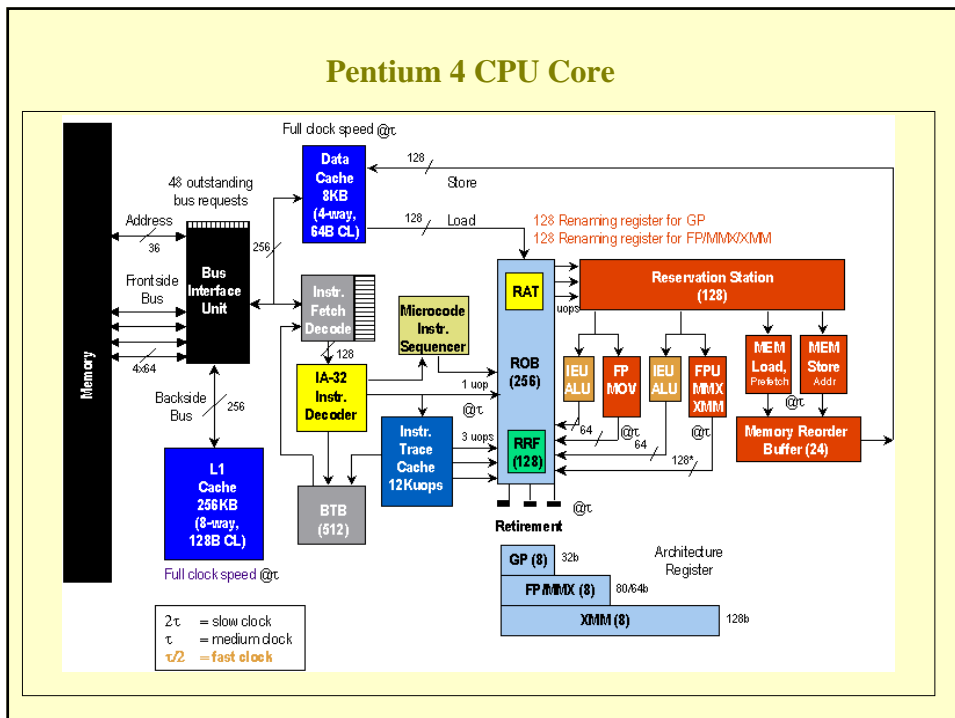 Pentium 4 CPU Core
Full clock speed @τ
Data
Cache
8KB
(4-way,
64B CL)
128
Store
128
Load
48 outstanding
bus requests
Address
36
256
Frontside
Bus
4x64
Bus
Interface
Unit
Memory
Backside
Bus
256
L1
Cache
256KB
(8-way,
128B CL)
Full clock speed @τ
Instr.
Fetch
Decode
128
Microcode
Instr.
Sequencer
IA-32
Instr.
Decoder
1 uop
@τ
Instr.
Trace
Cache
12Kuops
3 uops
BTB
(512)
128 Renaming register for GP
128 Renaming register for FP/MMX/XMM
RAT
ROB
(256)
RRF
(128)
uops
Reservation Station
(128)
IEU
ALU
FP
MOV
IEU
ALU
FPU
MMX
XMM
MEM
Load,
Prefetch
MEM
Store
Addr
@τ
64
@τ
64
@τ
128*
Memory Reorder
Buffer (24)
@τ
Retirement
GP (8)
32b
Architecture
Register
FP/MMX (8)
80/64b
XMM (8)
128b
2τ = slow clock
τ = medium clock
τ/2 = fast clock